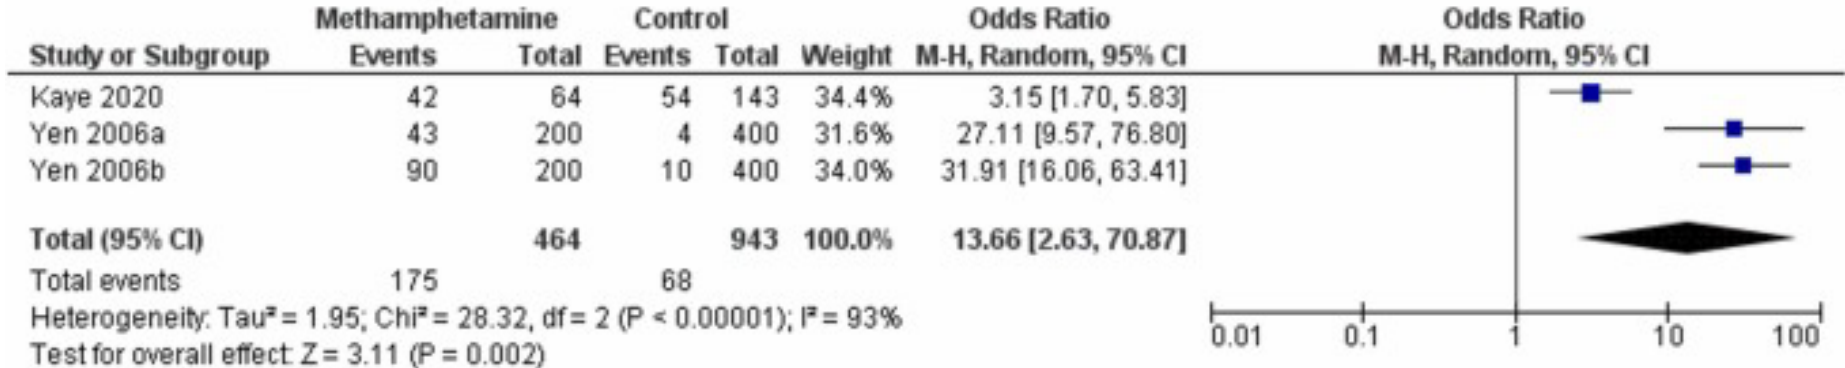 Methamphetamine Control Odds Ratio Odds Ratio
Study or Subgroup Events Total Events Total Weight M-H, Random, 95% CI M-H, Random, 95% CI
Kaye 2020 42 64 54 143 34.4% 3.15 [1.70, 5.83]
Yen 2006a 43 200 4 400 31.6% 27.11 [9.57, 76.80]
Yen 2006b 90 200 10 400 34.0% 31.91 [16.06, 63.41]
Total (95% CI) 464 943 100.0% 13.66 [2.63, 70.87]
Total events 175 68
Heterogeneity: Tau² = 1.95; Chi² = 28.32, df = 2 (P < 0.00001); I² = 93%
Test for overall effect: Z = 3.11 (P = 0.002)
0.01 0.1 1 10 100